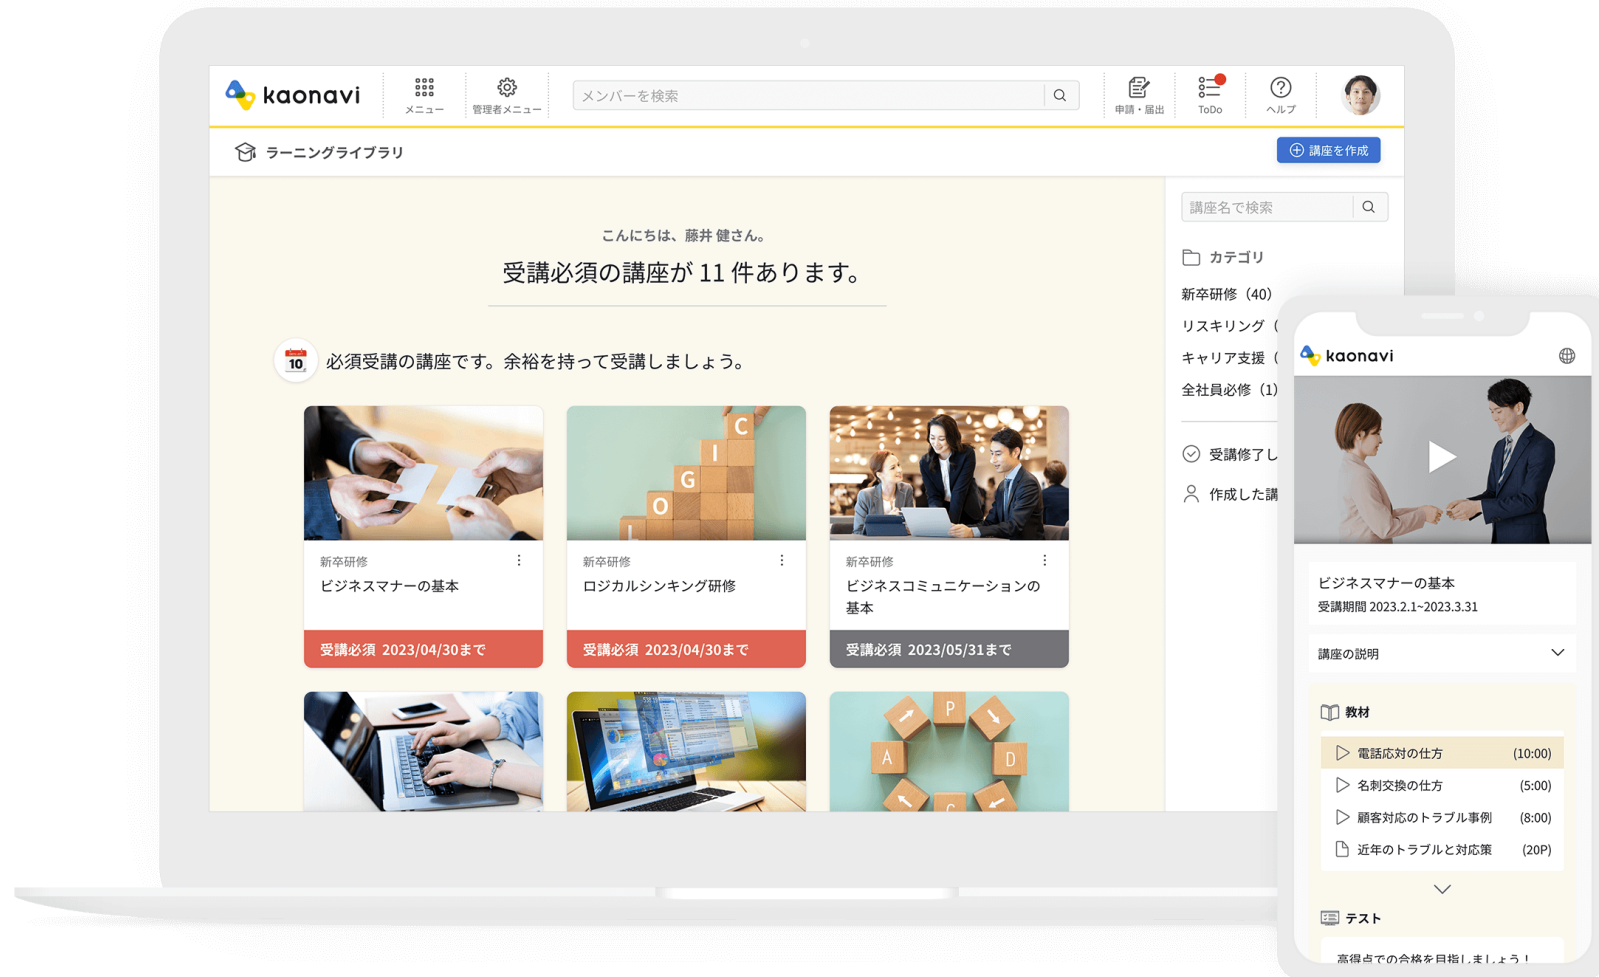 kaonavi
メニュー
管理者メニュー
メンバーを検索
申請・届出
ToDo
ヘルプ
ラーニングライブラリ
講座を作成
こんにちは、藤井 健さん。
受講必須の講座が 11 件あります。
10
必須受講の講座です。余裕を持って受講しましょう。
L
O
G
I
C
新卒研修
ビジネスマナーの基本
受講必須 2023/04/30まで
新卒研修
ロジカルシンキング研修
受講必須 2023/04/30まで
新卒研修
ビジネスコミュニケーションの
基本
受講必須 2023/05/31まで
P
A
D
C
講座名で検索
カテゴリ
新卒研修（40）
リスキリング（
キャリア支援（
全社員必修（1）
受講修了し
作成した講
kaonavi
ビジネスマナーの基本
受講期間 2023.2.1~2023.3.31
講座の説明
教材
電話応対の仕方 (10:00)
名刺交換の仕方 (5:00)
顧客対応のトラブル事例 (8:00)
近年のトラブルと対応策 (20P)
テスト
高得点での合格を目指しましょう！